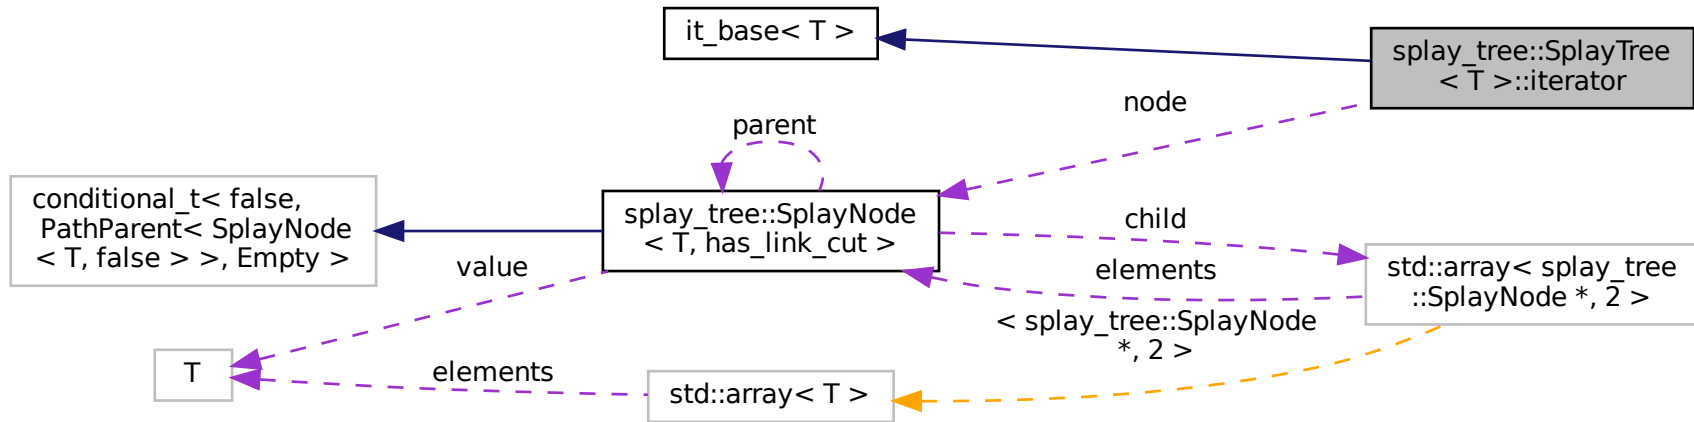 it_base< T >
splay_tree::SplayTree
< T >::iterator
node
parent
conditional_t< false,
PathParent< SplayNode
< T, false > >, Empty >
splay_tree::SplayNode
< T, has_link_cut >
child
value
elements
std::array< splay_tree
::SplayNode *, 2 >
< splay_tree::SplayNode
*, 2 >
T
elements
std::array< T >